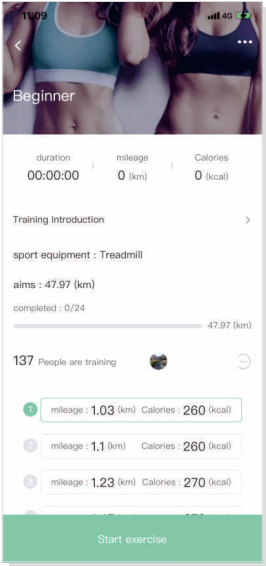 11:09 4G
Beginner
duration mileage Calories
00:00:00 0 (km) 0 (kcal)
Training Introduction
sport equipment : Treadmill
aims : 47.97 (km)
completed : 0/24
47.97 (km)
137 People are training
1 mileage : 1.03 (km) Calories : 260 (kcal)
2 mileage : 1.1 (km) Calories : 260 (kcal)
3 mileage : 1.23 (km) Calories : 270 (kcal)
Start exercise